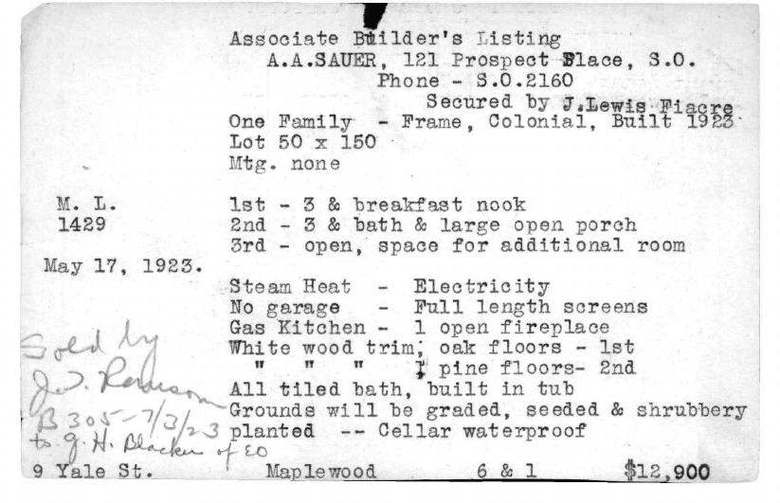 Associate Builder's Listing
A.A.SAUER, 121 Prospect Place, S.O.
Phone - S.O.2160
Secured by J.Lewis Fiacre
One Family - Frame, Colonial, Built 1923
Lot 50 x 150
Mtg. none
M. L. 1st - 3 & breakfast nook
1429 2nd - 3 & bath & large open porch
3rd - open, space for additional room
May 17, 1923.
Steam Heat - Electricity
No garage - Full length screens
Gas Kitchen - 1 open fireplace
White wood trim; oak floors - 1st
" " " ; pine floors- 2nd
All tiled bath, built in tub
Grounds will be graded, seeded & shrubbery
planted -- Cellar waterproof
Sold by
J.
B305-7/3/23
to J. H. of EO
9 Yale St. Maplewood 6 & 1 $12,900